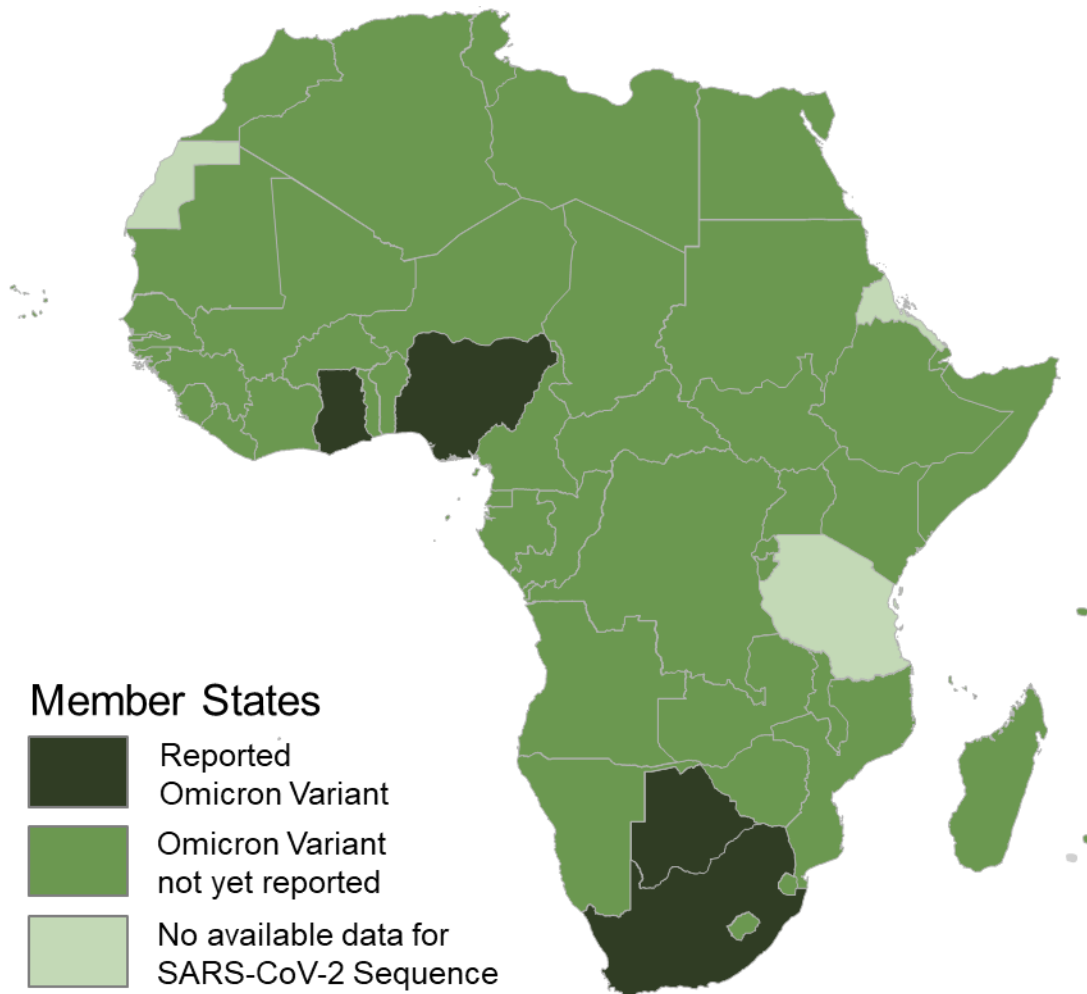 Member States
Reported
Omicron Variant
Omicron Variant
not yet reported
No available data for
SARS-CoV-2 Sequence